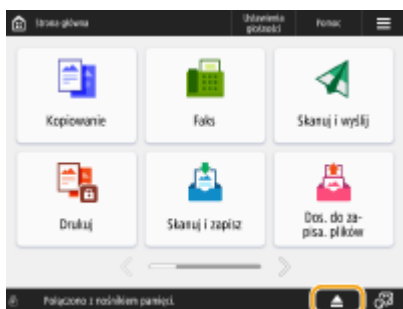 Strona główna
Ustawienia
głośności
Pomoc
Kopiowanie
Faks
Skanuj i wyślij
Drukuj
Skanuj i zapisz
Dos. do za-
pisa. plików
Połączono z nośnikiem pamięci.